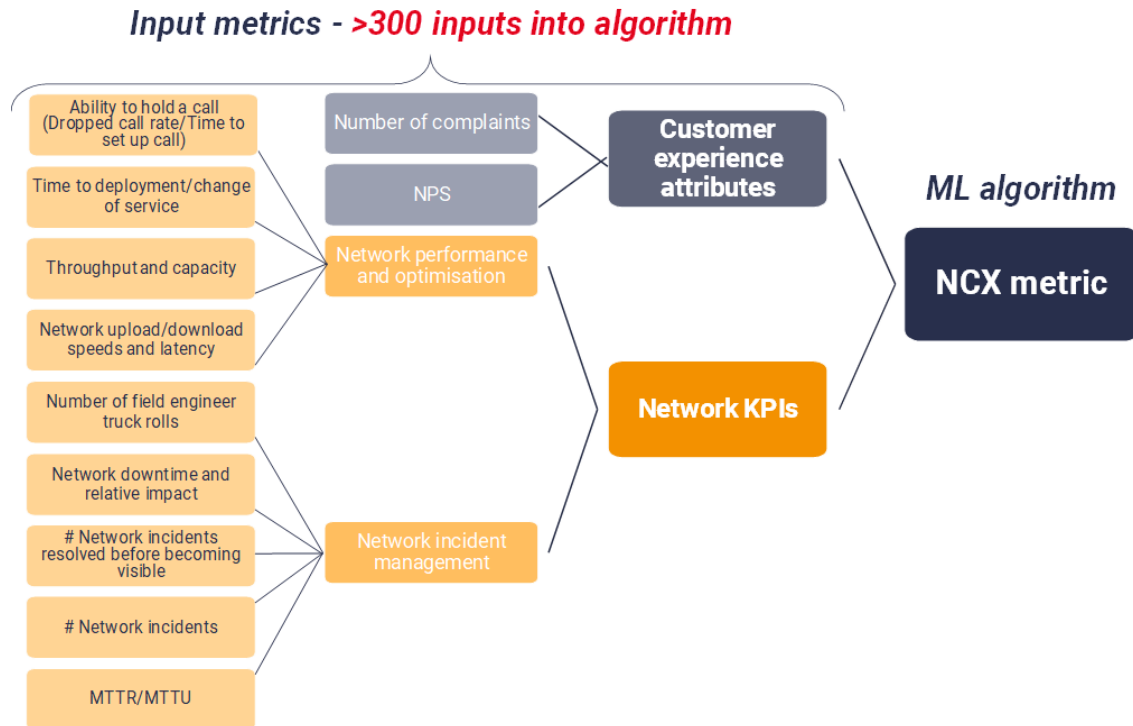 Input metrics - >300 inputs into algorithm
Ability to hold a call
(Dropped call rate/Time to
set up call)
Time to deployment/change
of service
Throughput and capacity
Network upload/download
speeds and latency
Number of field engineer
truck rolls
Network downtime and
relative impact
# Network incidents
resolved before becoming
visible
# Network incidents
MTTR/MTTU
Number of complaints
NPS
Network performance
and optimisation
Network incident
management
Customer
experience
attributes
Network KPIs
ML algorithm
NCX metric